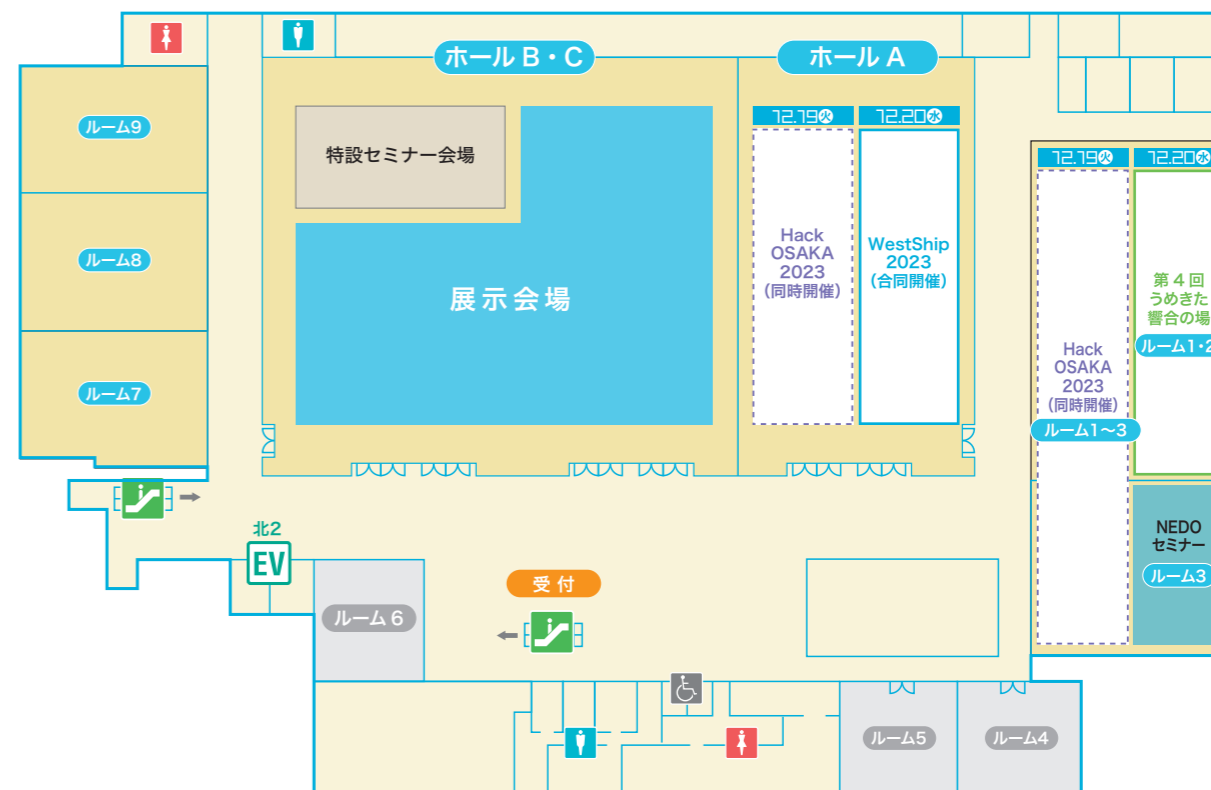 ホール B・C
ホール A
ルーム9
ルーム8
ルーム7
特設セミナー会場
展示会場
12.19火
12.20水
Hack
OSAKA
2023
（同時開催）
WestShip
2023
（合同開催）
12.19火
12.20水
Hack
OSAKA
2023
（同時開催）
ルーム1〜3
第4回
うめきた
響合の場
ルーム1・2
NEDO
セミナー
ルーム3
北2
EV
ルーム 6
受付
ルーム5
ルーム4